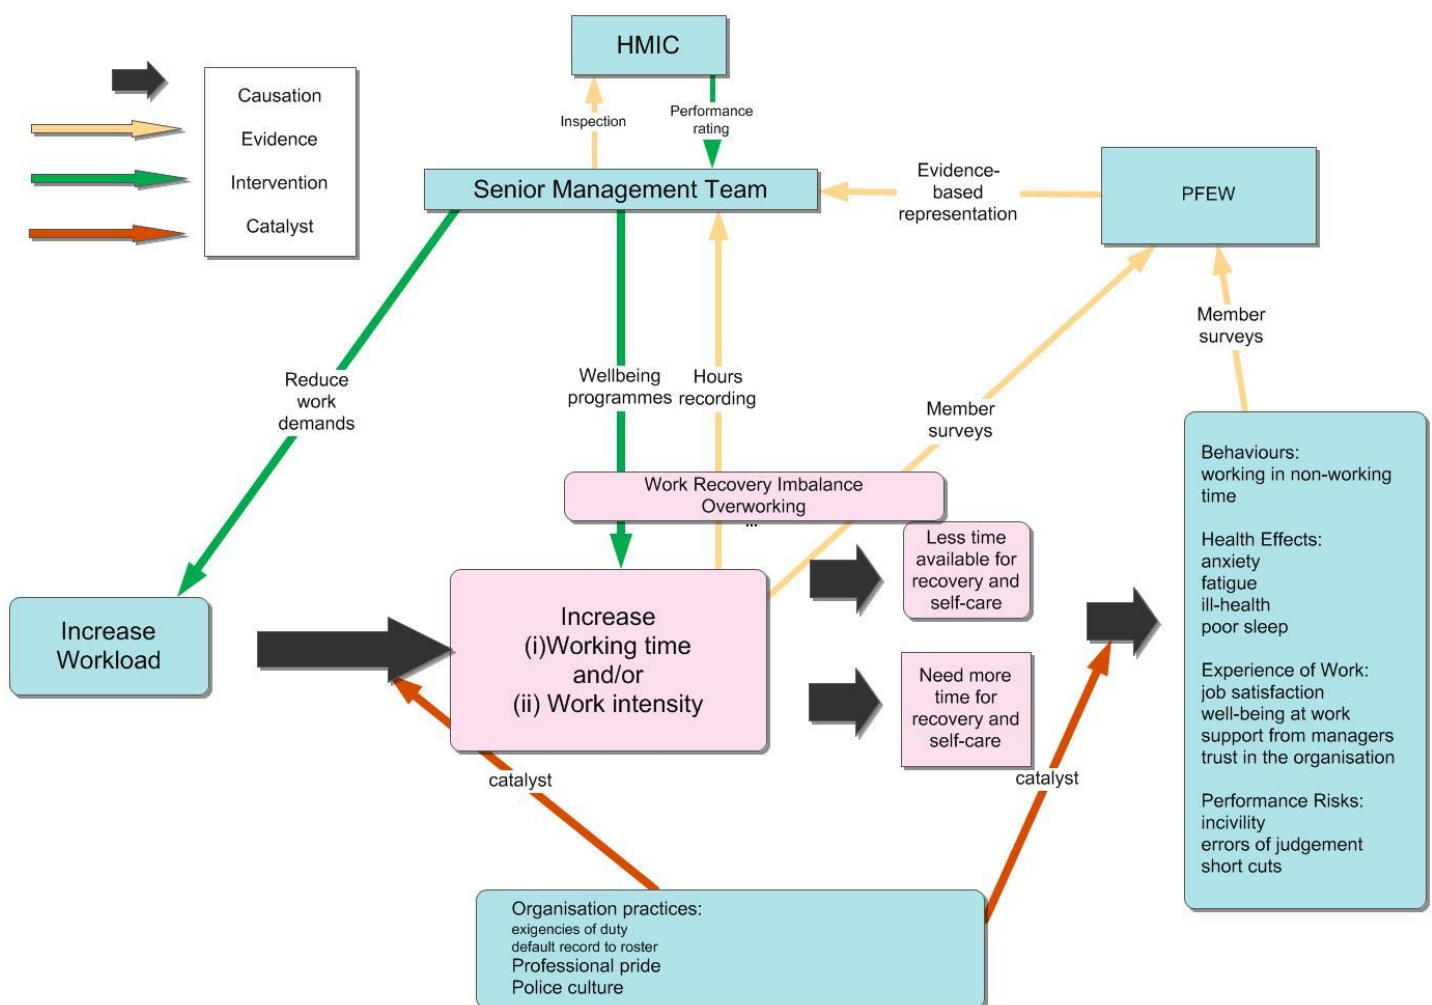 HMIC
Causation
Evidence
Intervention
Catalyst
Inspection
Performance
rating
Senior Management Team
Evidence-
based
representation
PFEW
Reduce
work
demands
Wellbeing
programmes
Hours
recording
Member
surveys
Member
surveys
Work Recovery Imbalance
Overworking
...
Less time
available for
recovery and
self-care
Increase
Workload
Increase
(i)Working time
and/or
(ii) Work intensity
Need more
time for
recovery and
self-care
Behaviours:
working in non-working
time
Health Effects:
anxiety
fatigue
ill-health
poor sleep
Experience of Work:
job satisfaction
well-being at work
support from managers
trust in the organisation
Performance Risks:
incivility
errors of judgement
short cuts
catalyst
catalyst
Organisation practices:
exigencies of duty
default record to roster
Professional pride
Police culture